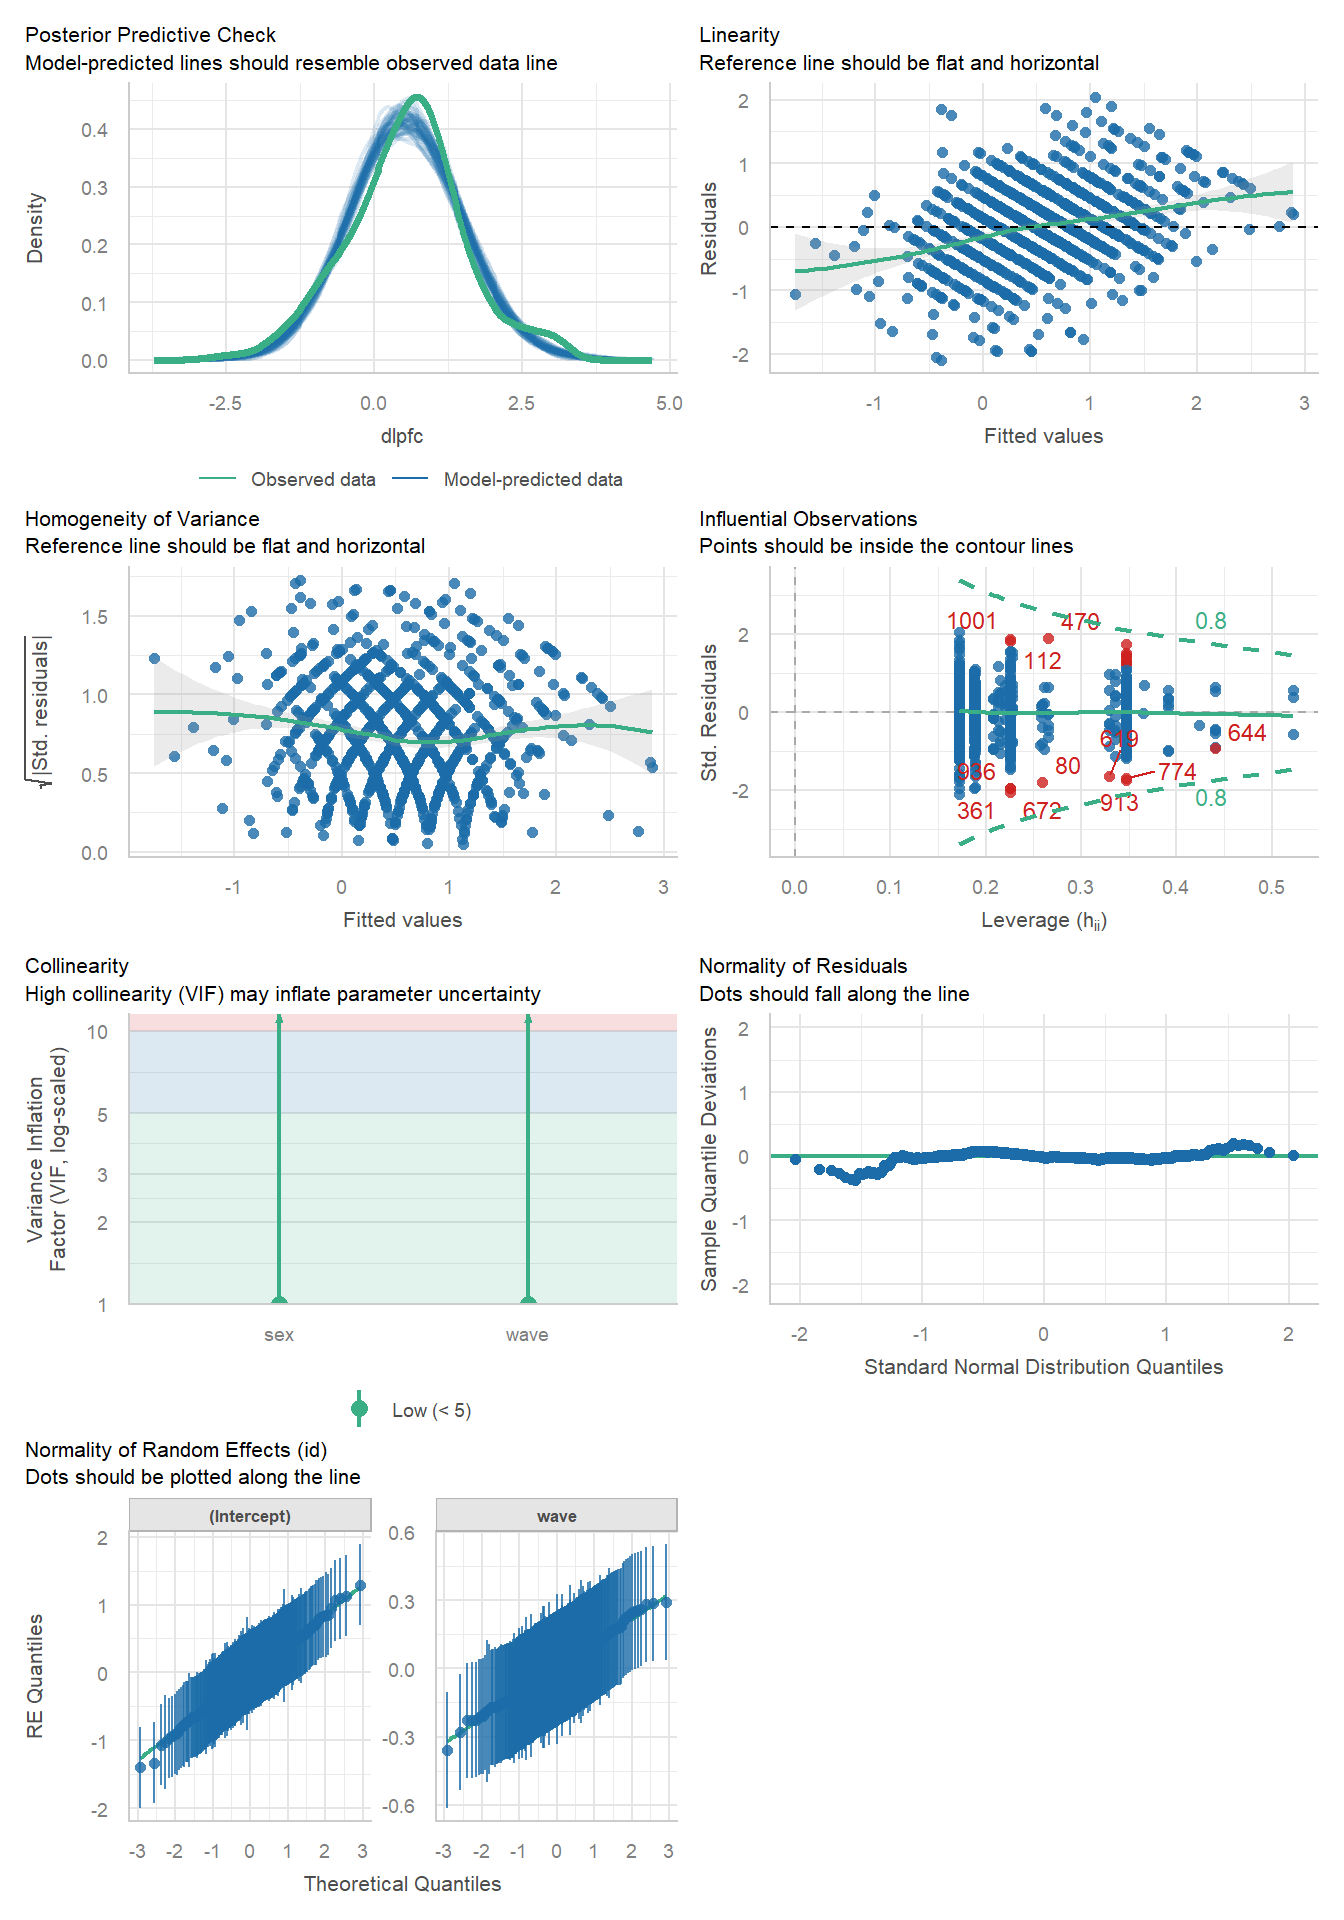 Posterior Predictive Check
Model-predicted lines should resemble observed data line
0.4
0.3
0.2
0.1
0.0
Density
-2.5
0.0
2.5
5.0
dlpfc
Observed data
Model-predicted data
Linearity
Reference line should be flat and horizontal
2
1
0
-1
-2
Residuals
-1
0
1
2
3
Fitted values
Homogeneity of Variance
Reference line should be flat and horizontal
1.5
1.0
0.5
0.0
√|Std. residuals|
-1
0
1
2
3
Fitted values
Influential Observations
Points should be inside the contour lines
2
0
-2
Std. Residuals
1001
470
0.8
112
619
644
936
80
774
361
672
913
0.8
0.0
0.1
0.2
0.3
0.4
0.5
Leverage (hii)
Collinearity
High collinearity (VIF) may inflate parameter uncertainty
10
5
3
2
1
Variance Inflation
Factor (VIF, log-scaled)
sex
wave
Low (< 5)
Normality of Residuals
Dots should fall along the line
2
1
0
-1
-2
Sample Quantile Deviations
-2
-1
0
1
2
Standard Normal Distribution Quantiles
Normality of Random Effects (id)
Dots should be plotted along the line
(Intercept)
wave
2
1
0
-1
-2
RE Quantiles
0.6
0.3
0.0
-0.3
-0.6
-3
-2
-1
0
1
2
3
-3
-2
-1
0
1
2
3
Theoretical Quantiles